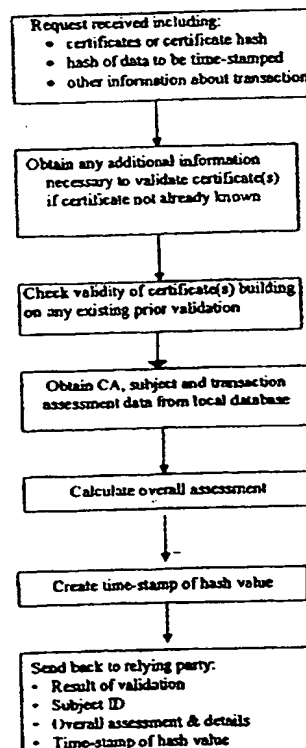 Request received including:
• certificates or certificate hash
• hash of data to be time-stamped
• other information about transaction
Obtain any additional information
necessary to validate certificate(s)
if certificate not already known
Check validity of certificate(s) building
on any existing prior validation
Obtain CA, subject and transaction
assessment data from local database
Calculate overall assessment
Create time-stamp of hash value
Send back to relying party:
• Result of validation
• Subject ID
• Overall assessment & details
• Time-stamp of hash value